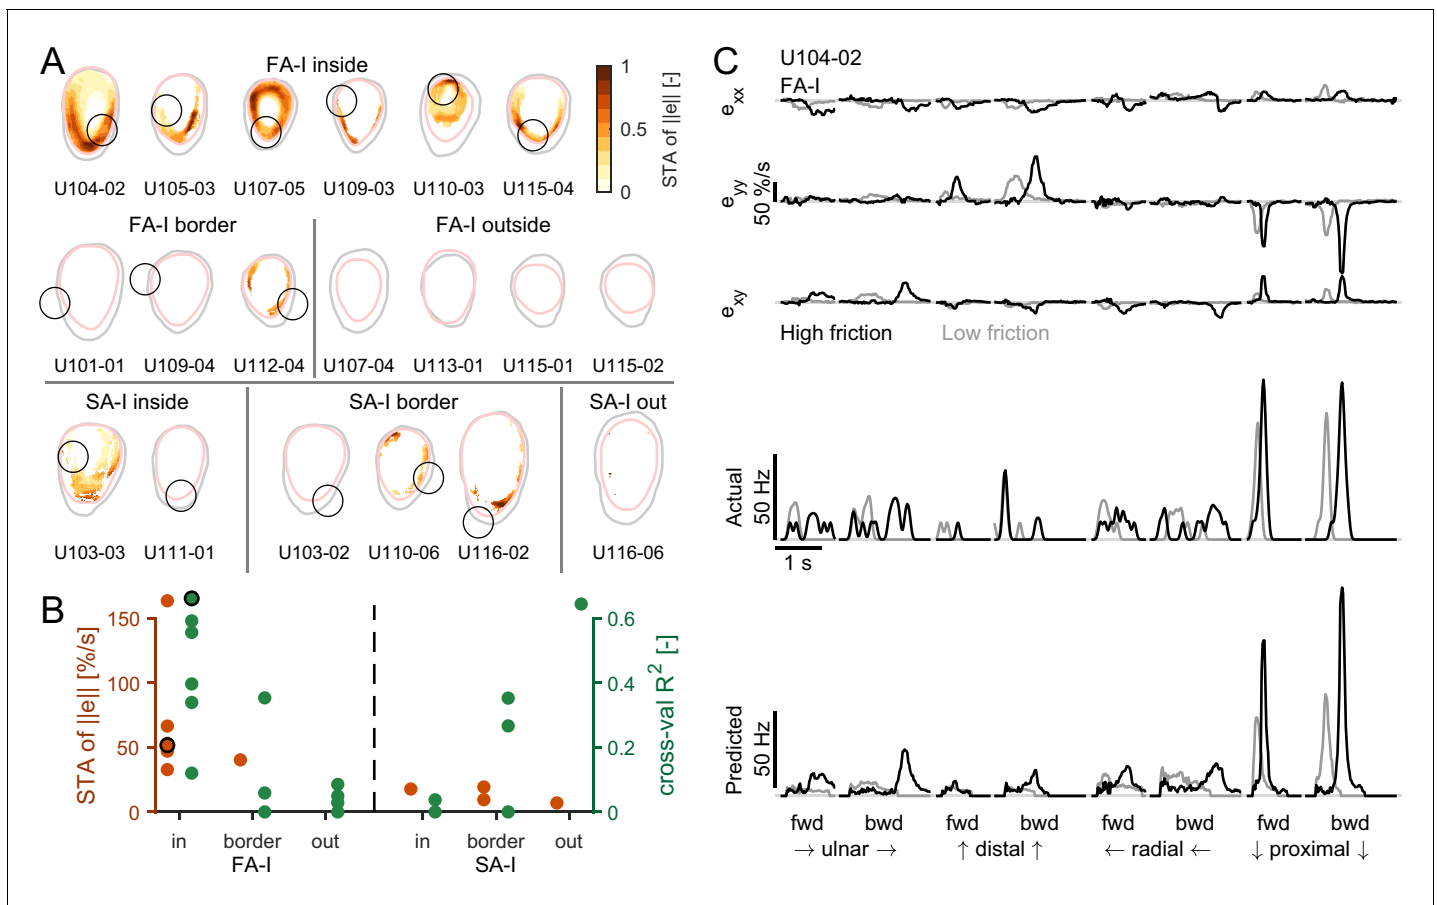 A
FA-I inside
1
0.5
0
STA of ||e|| [-]
U104-02 U105-03 U107-05 U109-03 U110-03 U115-04
FA-I border FA-I outside
U101-01 U109-04 U112-04 U107-04 U113-01 U115-01 U115-02
SA-I inside SA-I border SA-I out
U103-03 U111-01 U103-02 U110-06 U116-02 U116-06
B
STA of ||e|| [%/s]
150
100
50
0
0.6
0.4
0.2
0
cross-val R²  [-]
in border out in border out
FA-I SA-I
C
U104-02
FA-I
exx
eyy
50 %/s
exy
High friction Low friction
Actual
50 Hz
1 s
Predicted
50 Hz
fwd bwd fwd bwd fwd bwd fwd bwd
→ ulnar → ↑ distal ↑ ← radial ← ↓ proximal ↓